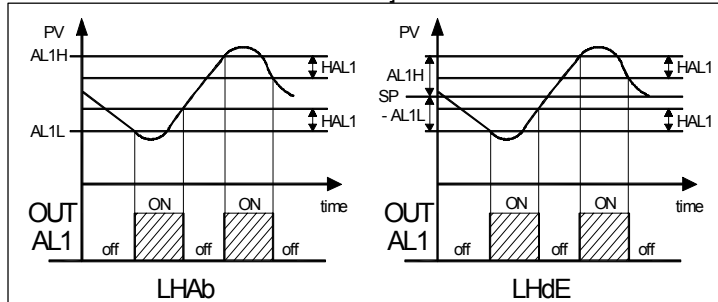 PV
AL1H
HAL1
AL1L
HAL1
time
OUT
AL1
off
ON
off
ON
off
LHAb
PV
AL1H
HAL1
SP
- AL1L
HAL1
time
OUT
AL1
off
ON
off
ON
off
LHdE